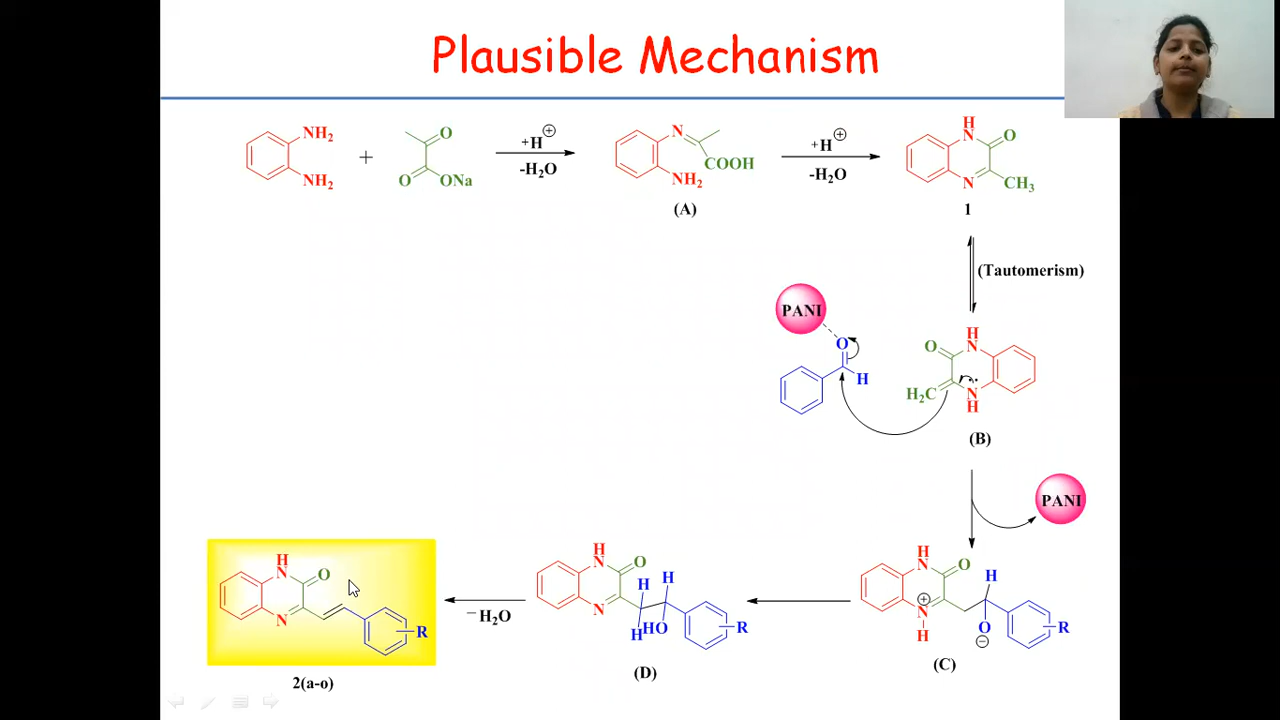 Plausible Mechanism
NH2
NH2
+
O
O
ONa
+H⊕
-H2O
N
COOH
NH2
(A)
+H⊕
-H2O
H
N
O
N
CH3
1
(Tautomerism)
PANI
O
H
H
O
N
H2C
N
H
(B)
PANI
H
N
O
N
R
2(a-o)
−H2O
H
N
O
H
H
N
H
HO
R
(D)
H
N
O
H
⊕
N
H
O
⊖
R
(C)